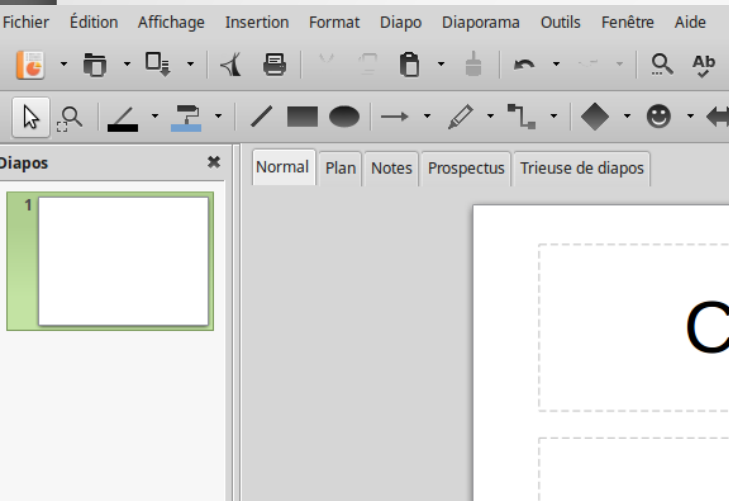 Fichier Édition Affichage Insertion Format Diapo Diaporama Outils Fenêtre Aide
Ab
Diapos
Normal Plan Notes Prospectus Trieuse de diapos
1
C